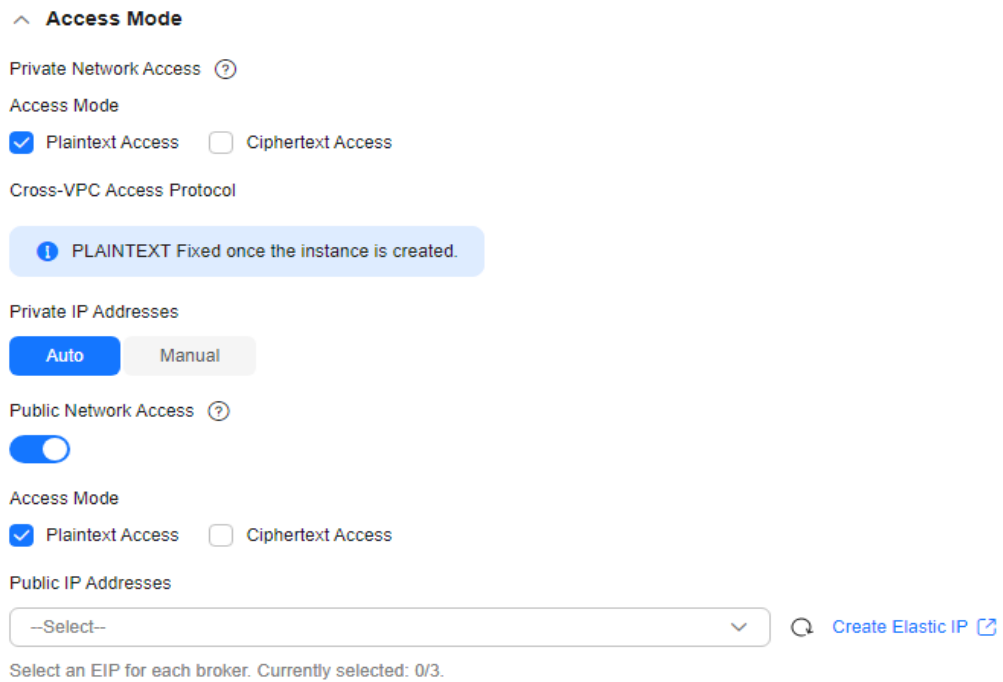 Access Mode
Private Network Access ?
Access Mode
Plaintext Access Ciphertext Access
Cross-VPC Access Protocol
PLAINTEXT Fixed once the instance is created.
Private IP Addresses
Auto Manual
Public Network Access ?
Access Mode
Plaintext Access Ciphertext Access
Public IP Addresses
--Select-- Create Elastic IP
Select an EIP for each broker. Currently selected: 0/3.